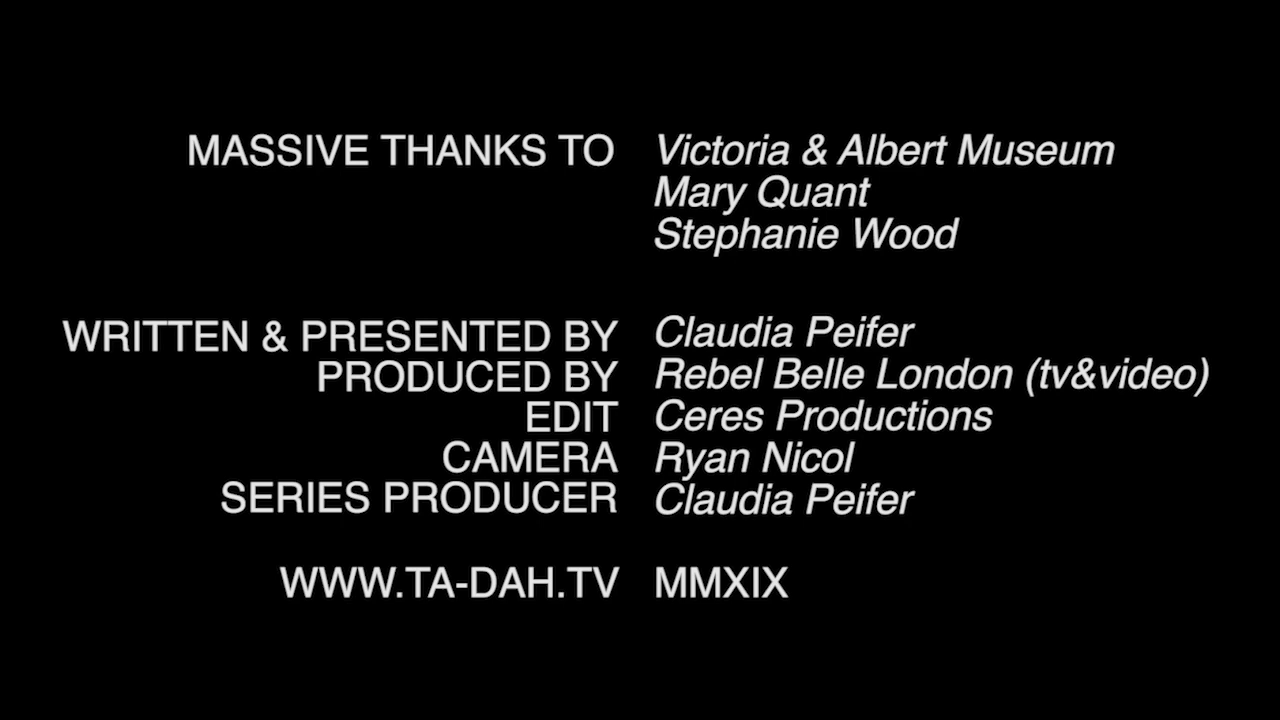 MASSIVE THANKS TO Victoria & Albert Museum
Mary Quant
Stephanie Wood
WRITTEN & PRESENTED BY Claudia Peifer
PRODUCED BY Rebel Belle London (tv&video)
EDIT Ceres Productions
CAMERA Ryan Nicol
SERIES PRODUCER Claudia Peifer
WWW.TA-DAH.TV MMXIX